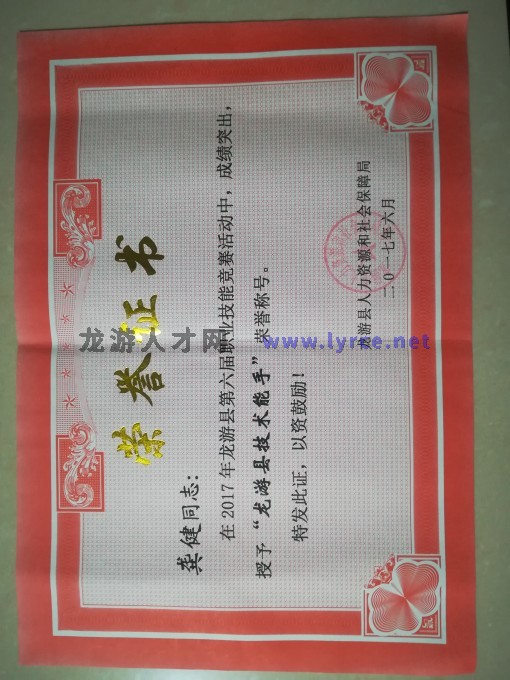 荣誉证书
龚健同志：
在2017年龙游县第六届职业技能竞赛活动中，成绩突出，
授予“龙游县技术能手”荣誉称号。
特发此证，以资鼓励！
龙游县人力资源和社会保障局
二〇一七年六月
龙游人才网 www.lyrce.net